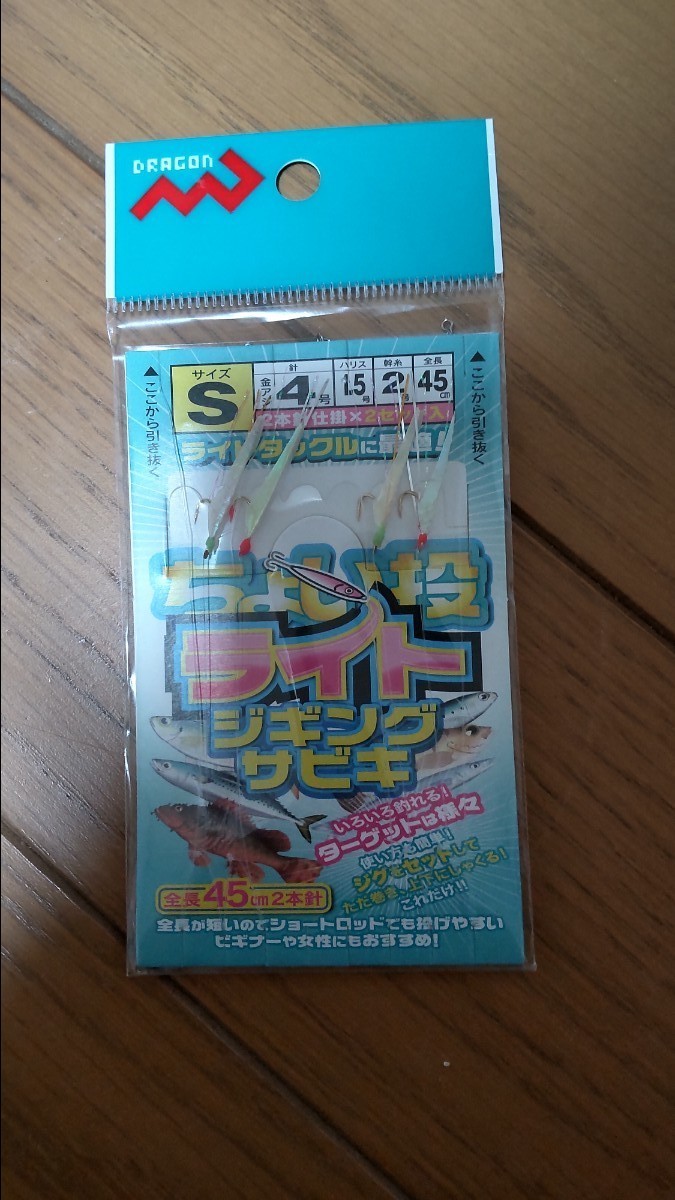 DRAGON
サイズ
S
針
金アジ
4号
ハリス
1.5号
幹糸
2号
全長
45cm
2本針仕掛×2セット入!
ライトタックルに最適!
▲ここから引き抜く
▲ここから引き抜く
ちょい投
ライト
ジギング
サビキ
いろいろ釣れる!
ターゲットは様々
使い方も簡単!
ジグをセットして
ただ巻き、上下にしゃくる!
これだけ!!
全長45cm2本針
全長が短いのでショートロッドでも投げやすい
ビギナーや女性にもおすすめ!